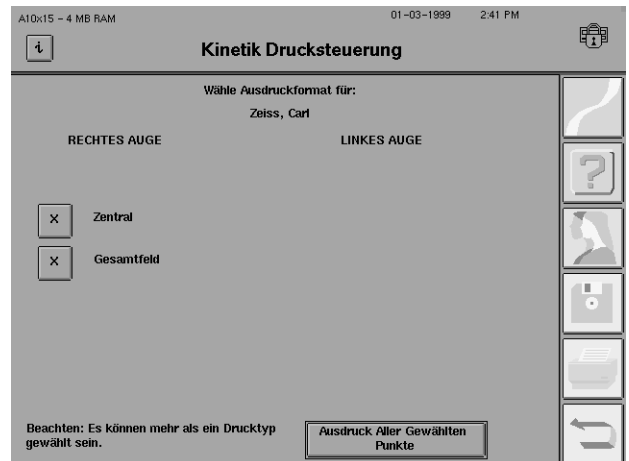 A10x15 – 4 MB RAM 01-03-1999 2:41 PM
i Kinetik Drucksteuerung
Wähle Ausdruckformat für:
Zeiss, Carl
RECHTES AUGE LINKES AUGE
x Zentral
x Gesamtfeld
Beachten: Es können mehr als ein Drucktyp
gewählt sein.
Ausdruck Aller Gewählten
Punkte